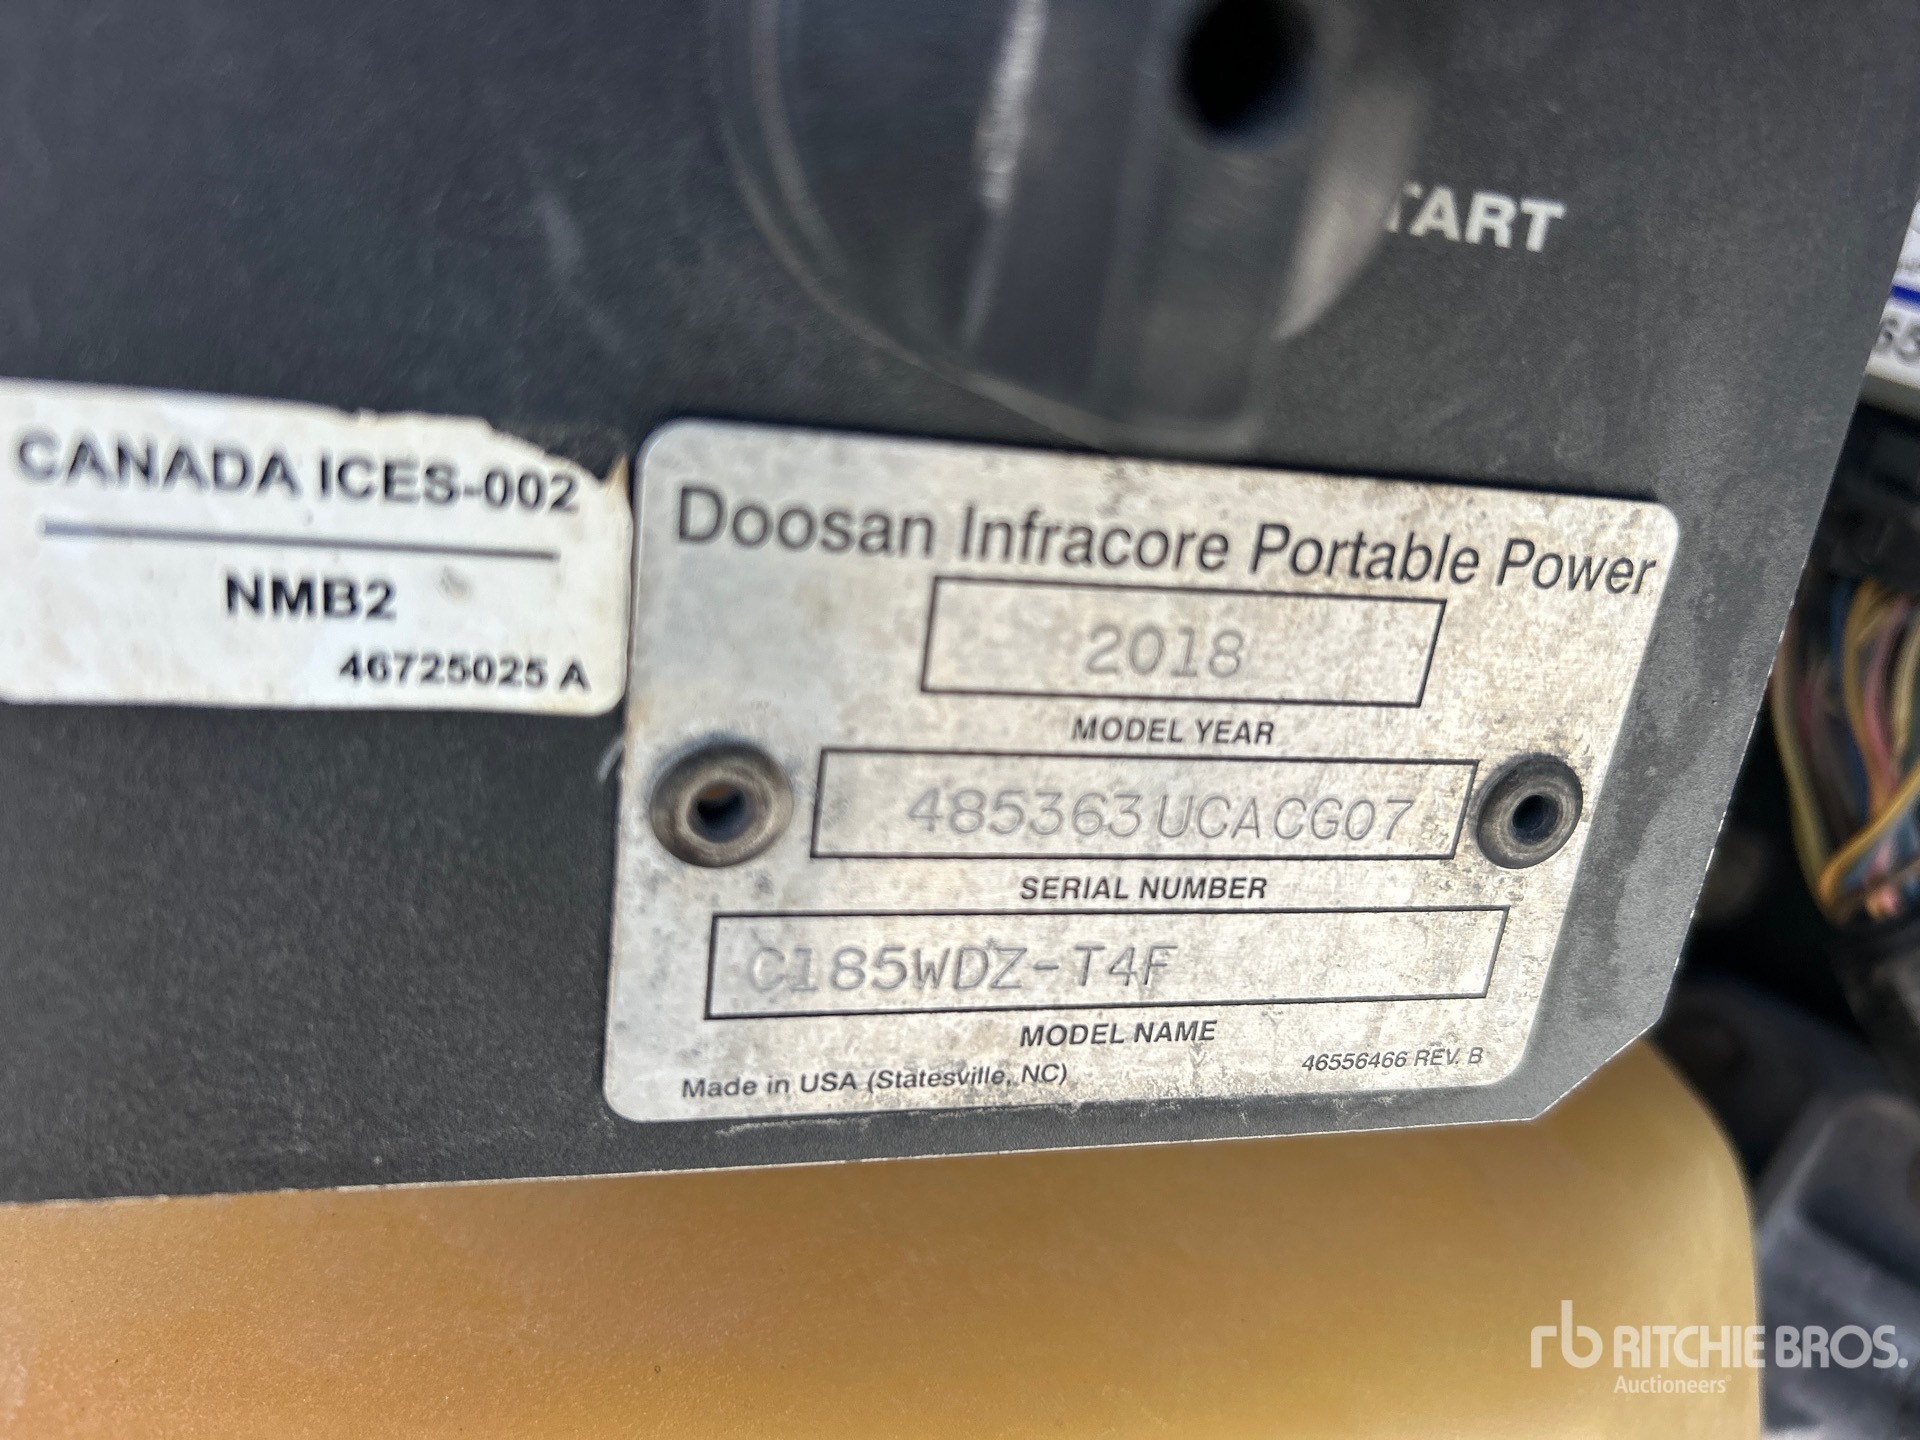 TART
CANADA ICES-002
NMB2
46725025 A
Doosan Infracore Portable Power
2018
MODEL YEAR
485363UCACG07
SERIAL NUMBER
C185WDZ-T4F
MODEL NAME
Made in USA (Statesville, NC)
46556466 REV. B
rb RITCHIE BROS.
Auctioneers